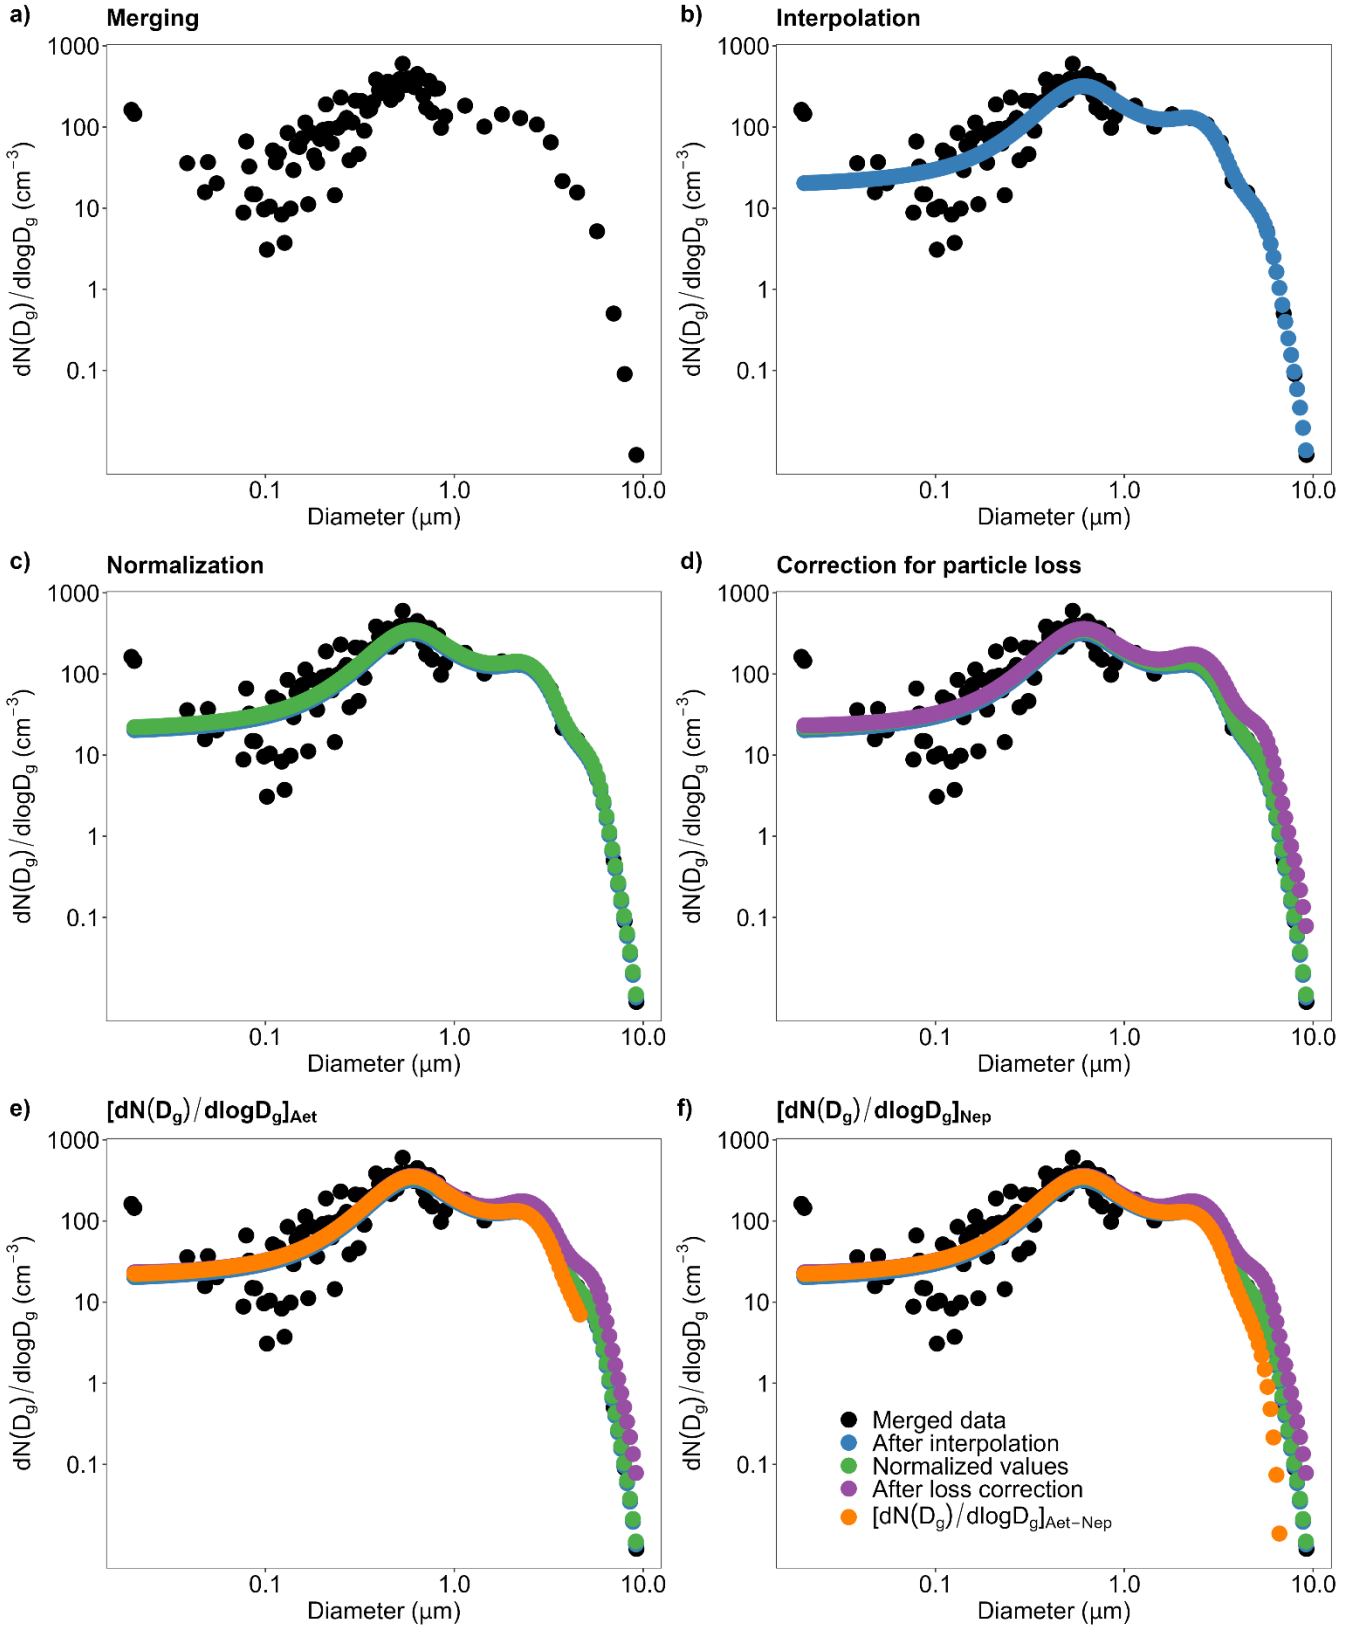 a) Merging
1000
100
10
1
0.1
dN(Dg)/dlogDg (cm−3)
0.1 1.0 10.0
Diameter (μm)
b) Interpolation
1000
100
10
1
0.1
dN(Dg)/dlogDg (cm−3)
0.1 1.0 10.0
Diameter (μm)
c) Normalization
1000
100
10
1
0.1
dN(Dg)/dlogDg (cm−3)
0.1 1.0 10.0
Diameter (μm)
d) Correction for particle loss
1000
100
10
1
0.1
dN(Dg)/dlogDg (cm−3)
0.1 1.0 10.0
Diameter (μm)
e) [dN(Dg)/dlogDg]Aet
1000
100
10
1
0.1
dN(Dg)/dlogDg (cm−3)
0.1 1.0 10.0
Diameter (μm)
f) [dN(Dg)/dlogDg]Nep
1000
100
10
1
0.1
dN(Dg)/dlogDg (cm−3)
Merged data
After interpolation
Normalized values
After loss correction
[dN(Dg)/dlogDg]Aet−Nep
0.1 1.0 10.0
Diameter (μm)